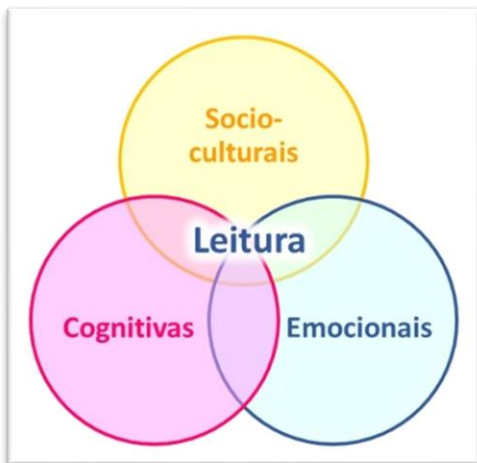 Socio-
culturais
Leitura
Cognitivas
Emocionais